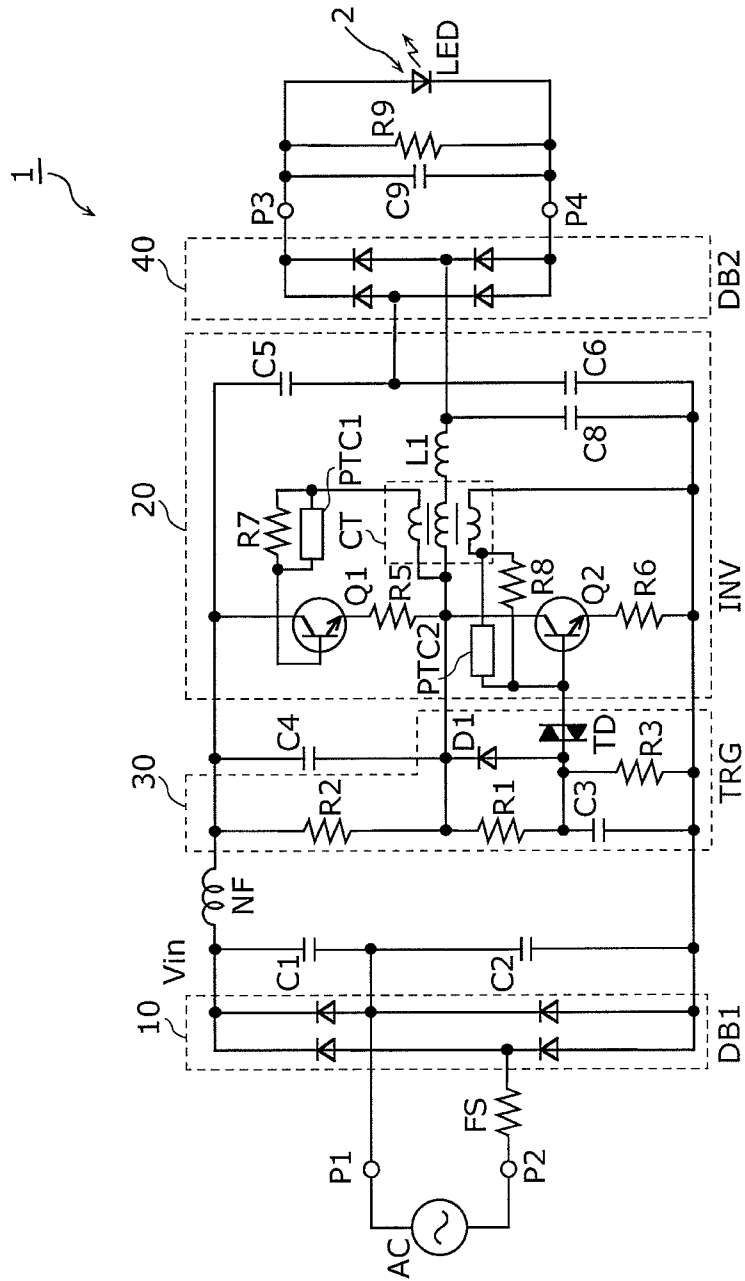 1
2
LED
R9
C9
P3
P4
40
DB2
20
C5
C6
C8
L1
PTC1
R7
CT
Q1
R5
R8
Q2
R6
PTC2
INV
30
C4
D1
TD
R2
R1
R3
C3
TRG
NF
Vin
C1
C2
10
DB1
FS
P1
P2
AC